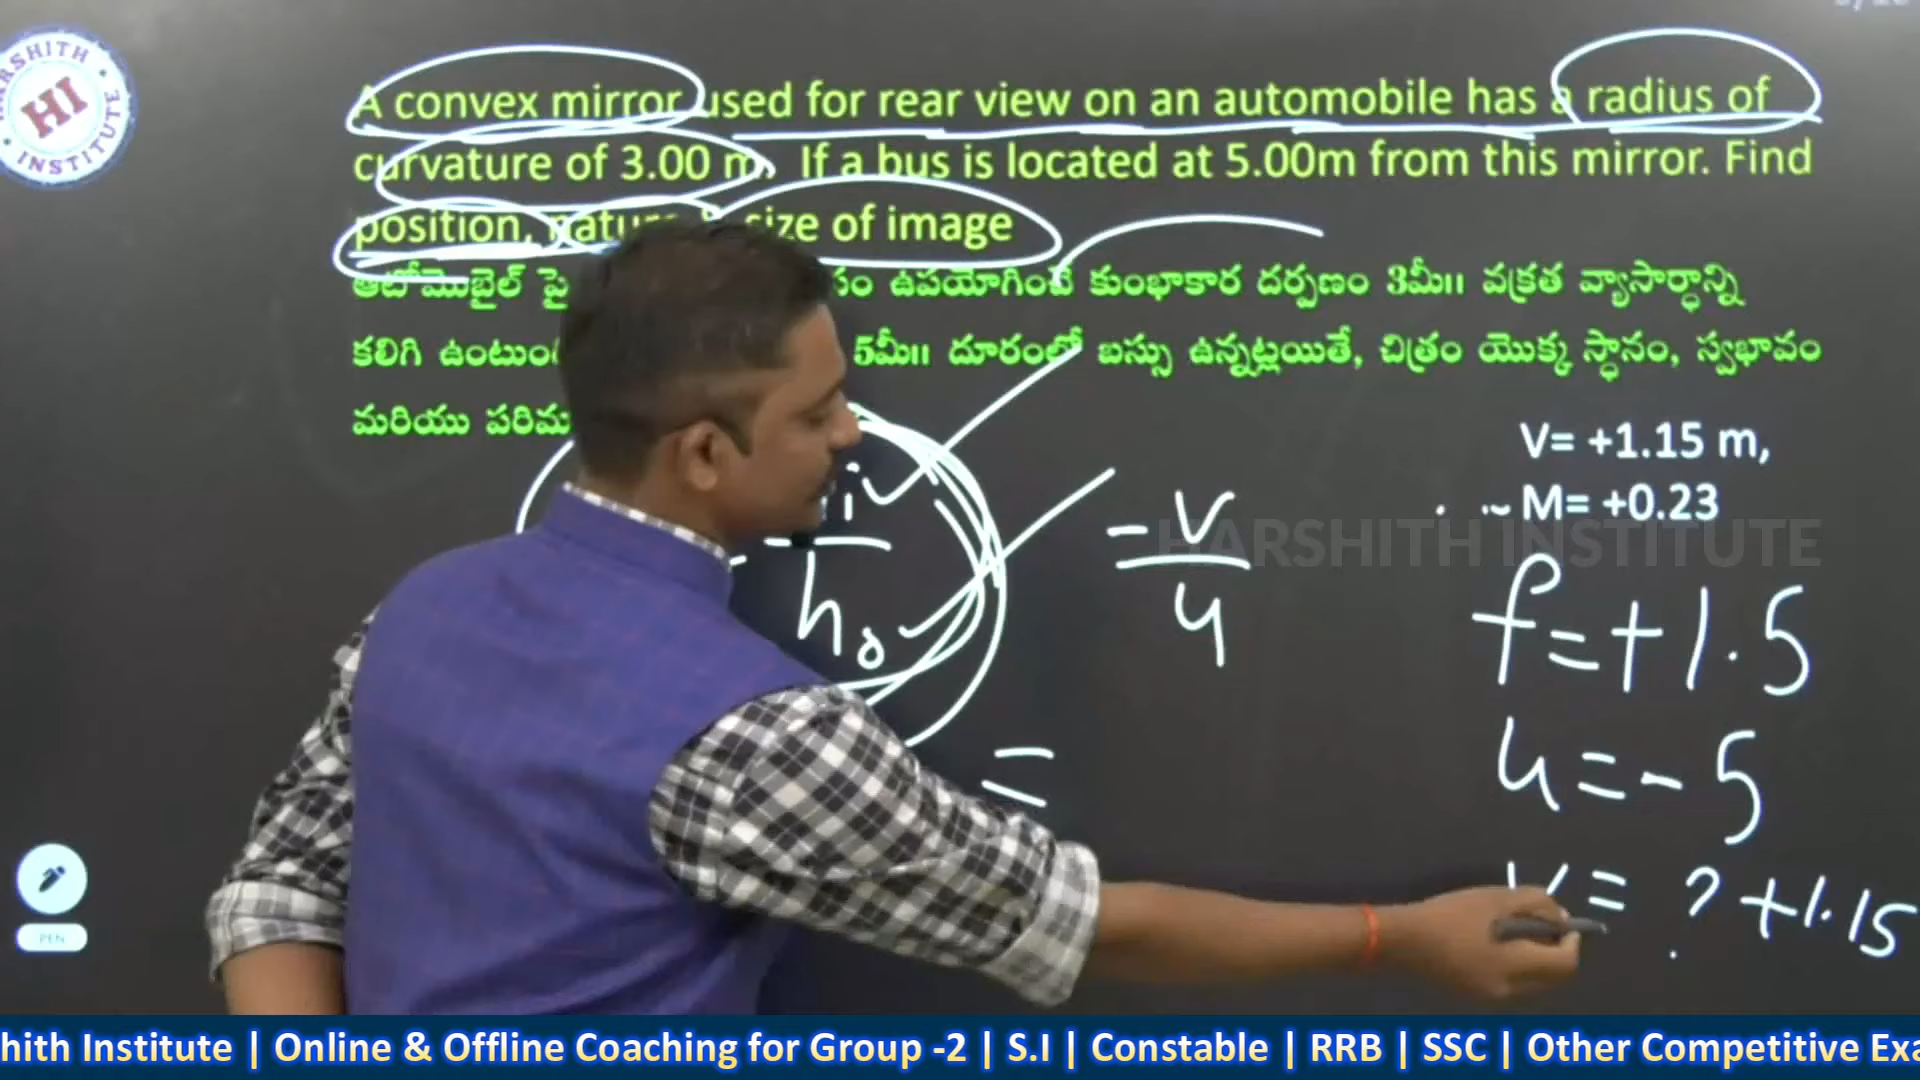 HARSHITH
HI
INSTITUTE
A convex mirror used for rear view on an automobile has a radius of
curvature of 3.00 m, If a bus is located at 5.00m from this mirror. Find
position, nature size of image
ఆటోమొబైల్ పై ఉపయోగించే కుంభాకార దర్పణం 3మీ॥ వక్రత వ్యాసార్ధాన్ని
కలిగి 5మీ॥ దూరంలో బస్సు ఉన్నట్లయితే, చిత్రం యొక్క స్థానం, స్వభావం
మరియు
V= +1.15 m,
M= +0.23
HARSHITH INSTITUTE
i
h₀
=
-v
u
f=+1.5
u=-5
v= ? +1.15
PEN
hith Institute | Online & Offline Coaching for Group -2 | S.I | Constable | RRB | SSC | Other Competitive Exa